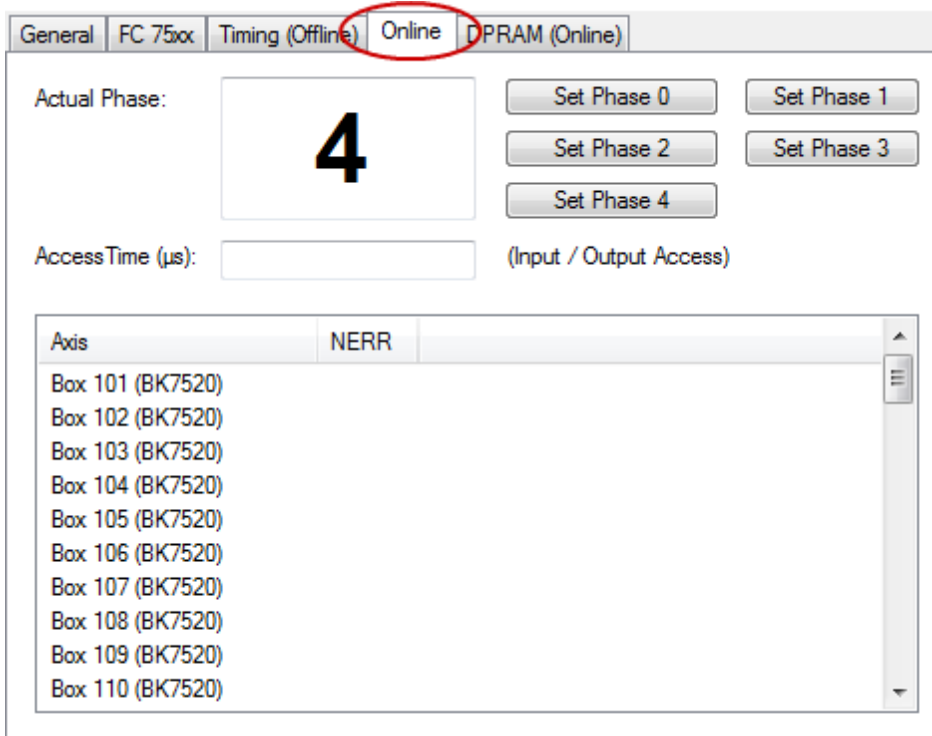 General FC 75xx Timing (Offline) Online DPRAM (Online)
Actual Phase: 4 Set Phase 0 Set Phase 1
Set Phase 2 Set Phase 3
Set Phase 4
AccessTime (µs): (Input / Output Access)
Axis NERR
Box 101 (BK7520)
Box 102 (BK7520)
Box 103 (BK7520)
Box 104 (BK7520)
Box 105 (BK7520)
Box 106 (BK7520)
Box 107 (BK7520)
Box 108 (BK7520)
Box 109 (BK7520)
Box 110 (BK7520)